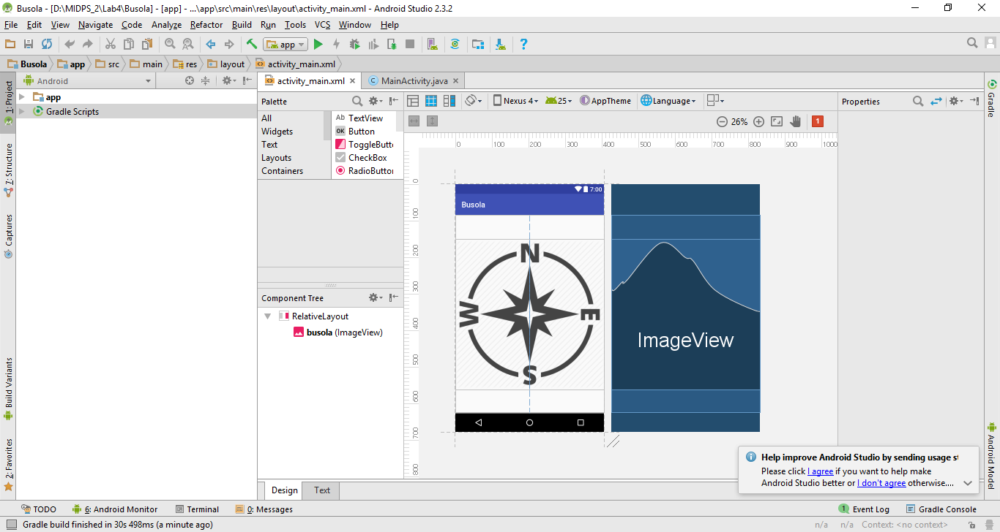 Busola - [D:\MIDPS_2\Lab4\Busola] - [app] - ...\app\src\main\res\layout\activity_main.xml - Android Studio 2.3.2
File Edit View Navigate Code Analyze Refactor Build Run Tools VCS Window Help
app
Busola app src main res layout activity_main.xml
1: Project
7: Structure
Captures
Build Variants
2: Favorites
Android
app
Gradle Scripts
activity_main.xml MainActivity.java
Palette
All
Widgets
Text
Layouts
Containers
Ab TextView
OK Button
ToggleButt
CheckBox
RadioButto
Component Tree
RelativeLayout
busola (ImageView)
Nexus 4 25 AppTheme Language
26% 1
0 100 200 300 400 500 600 700 800 900 1000
0
100
200
300
400
500
600
700
800
7:00
Busola
N
W E
S
ImageView
Properties
Gradle
Android Model
Help improve Android Studio by sending usage st
Please click I agree if you want to help make
Android Studio better or I don't agree otherwise....
Design Text
TODO 6: Android Monitor Terminal 0: Messages 1 Event Log Gradle Console
Gradle build finished in 30s 498ms (a minute ago) n/a n/a Context: <no context>